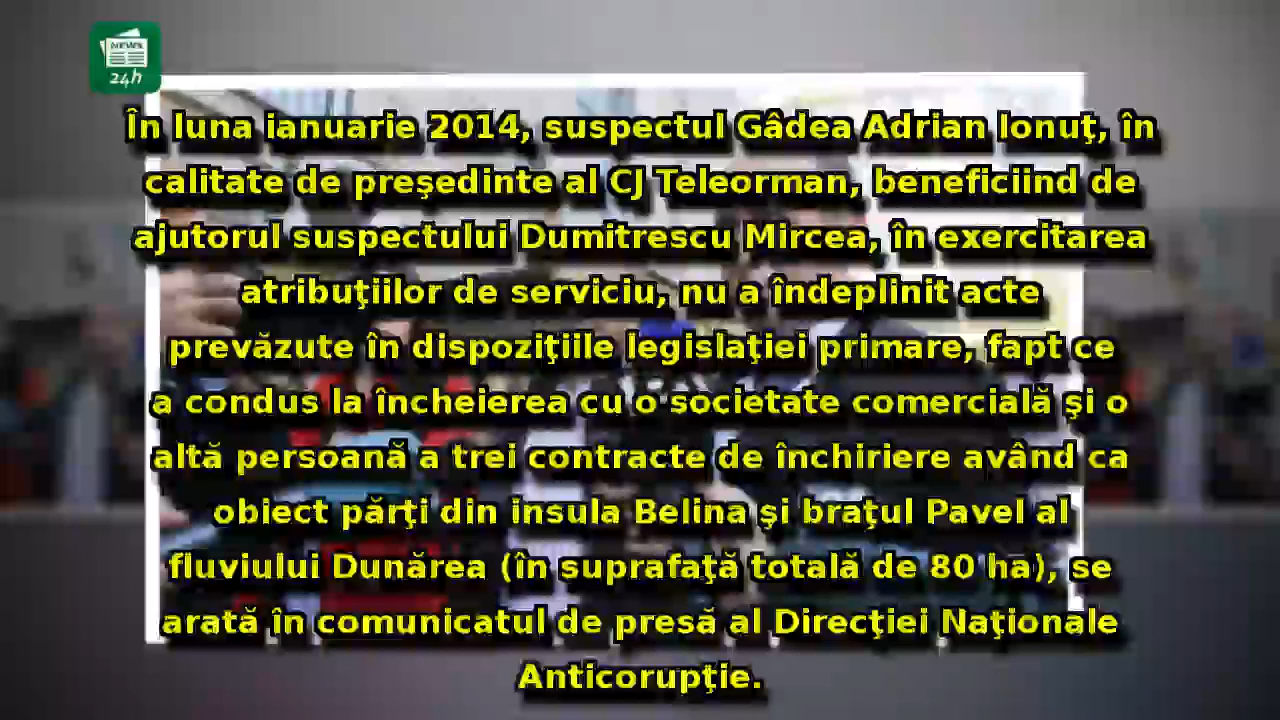 NEWS
24h
În luna ianuarie 2014, suspectul Gâdea Adrian Ionuţ, în
calitate de preşedinte al CJ Teleorman, beneficiind de
ajutorul suspectului Dumitrescu Mircea, în exercitarea
atribuţiilor de serviciu, nu a îndeplinit acte
prevăzute în dispoziţiile legislaţiei primare, fapt ce
a condus la încheierea cu o societate comercială şi o
altă persoană a trei contracte de închiriere având ca
obiect părţi din insula Belina şi braţul Pavel al
fluviului Dunărea (în suprafaţă totală de 80 ha), se
arată în comunicatul de presă al Direcţiei Naţionale
Anticorupţie.